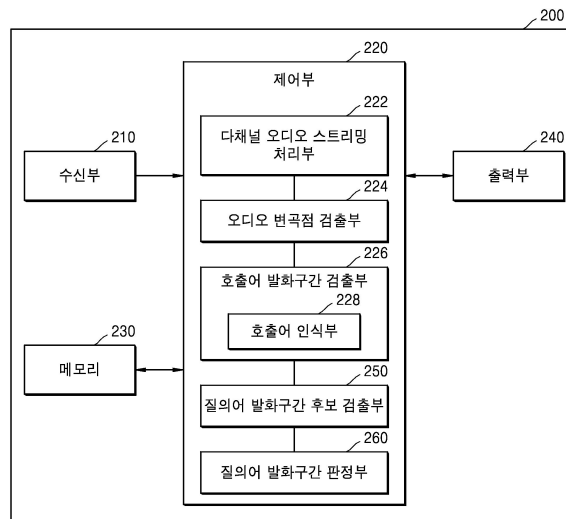 200
220
제어부
222
다채널 오디오 스트리밍
처리부
210
수신부
240
출력부
224
오디오 변곡점 검출부
226
호출어 발화구간 검출부
228
호출어 인식부
230
메모리
250
질의어 발화구간 후보 검출부
260
질의어 발화구간 판정부